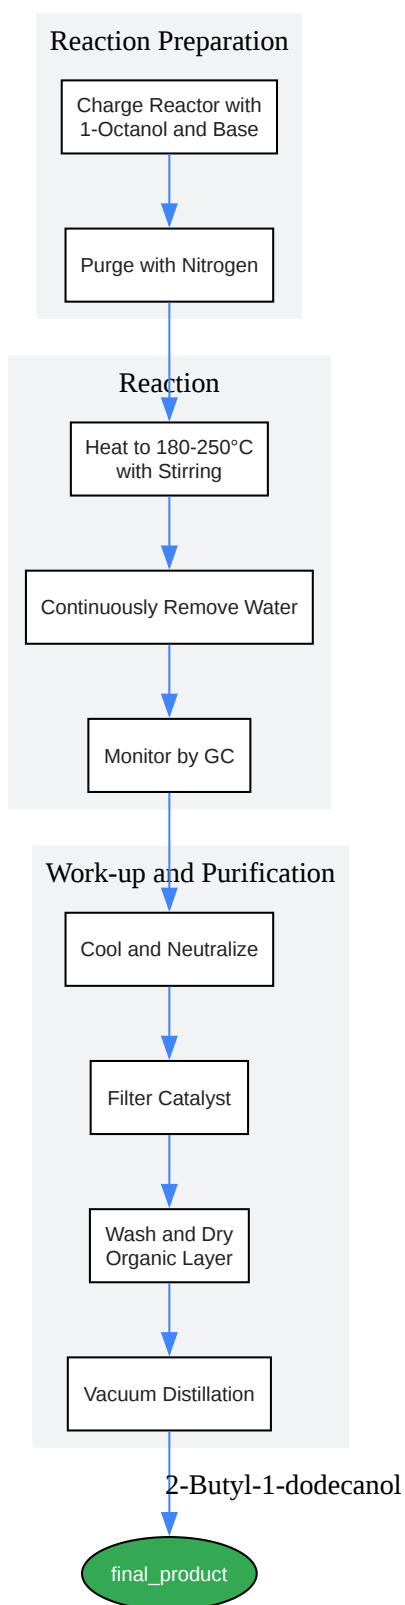 Reaction Preparation
Charge Reactor with
1-Octanol and Base
Purge with Nitrogen
Reaction
Heat to 180-250°C
with Stirring
Continuously Remove Water
Monitor by GC
Work-up and Purification
Cool and Neutralize
Filter Catalyst
Wash and Dry
Organic Layer
Vacuum Distillation
2-Butyl-1-dodecanol
final_product